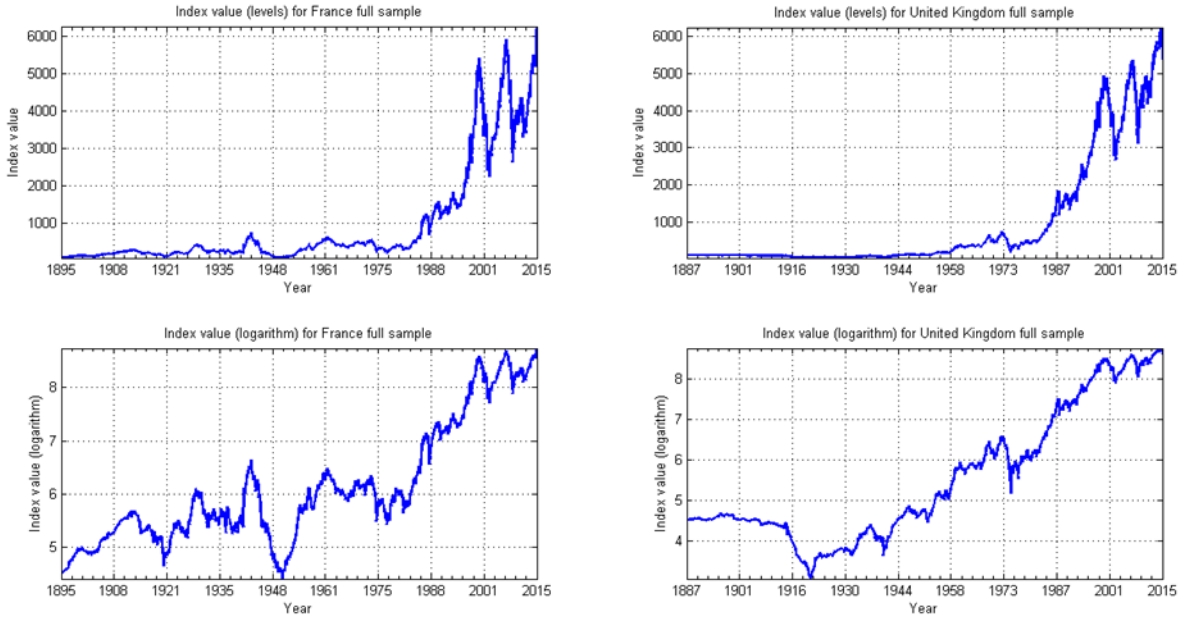 Index value (levels) for France full sample
6000
5000
4000
3000
2000
1000
Index value
1895 1908 1921 1935 1948 1961 1975 1988 2001 2015
Year
Index value (levels) for United Kingdom full sample
6000
5000
4000
3000
2000
1000
Index value
1887 1901 1916 1930 1944 1958 1973 1987 2001 2015
Year
Index value (logarithm) for France full sample
8
7
6
5
Index value (logarithm)
1895 1908 1921 1935 1948 1961 1975 1988 2001 2015
Year
Index value (logarithm) for United Kingdom full sample
8
7
6
5
4
Index value (logarithm)
1887 1901 1916 1930 1944 1958 1973 1987 2001 2015
Year